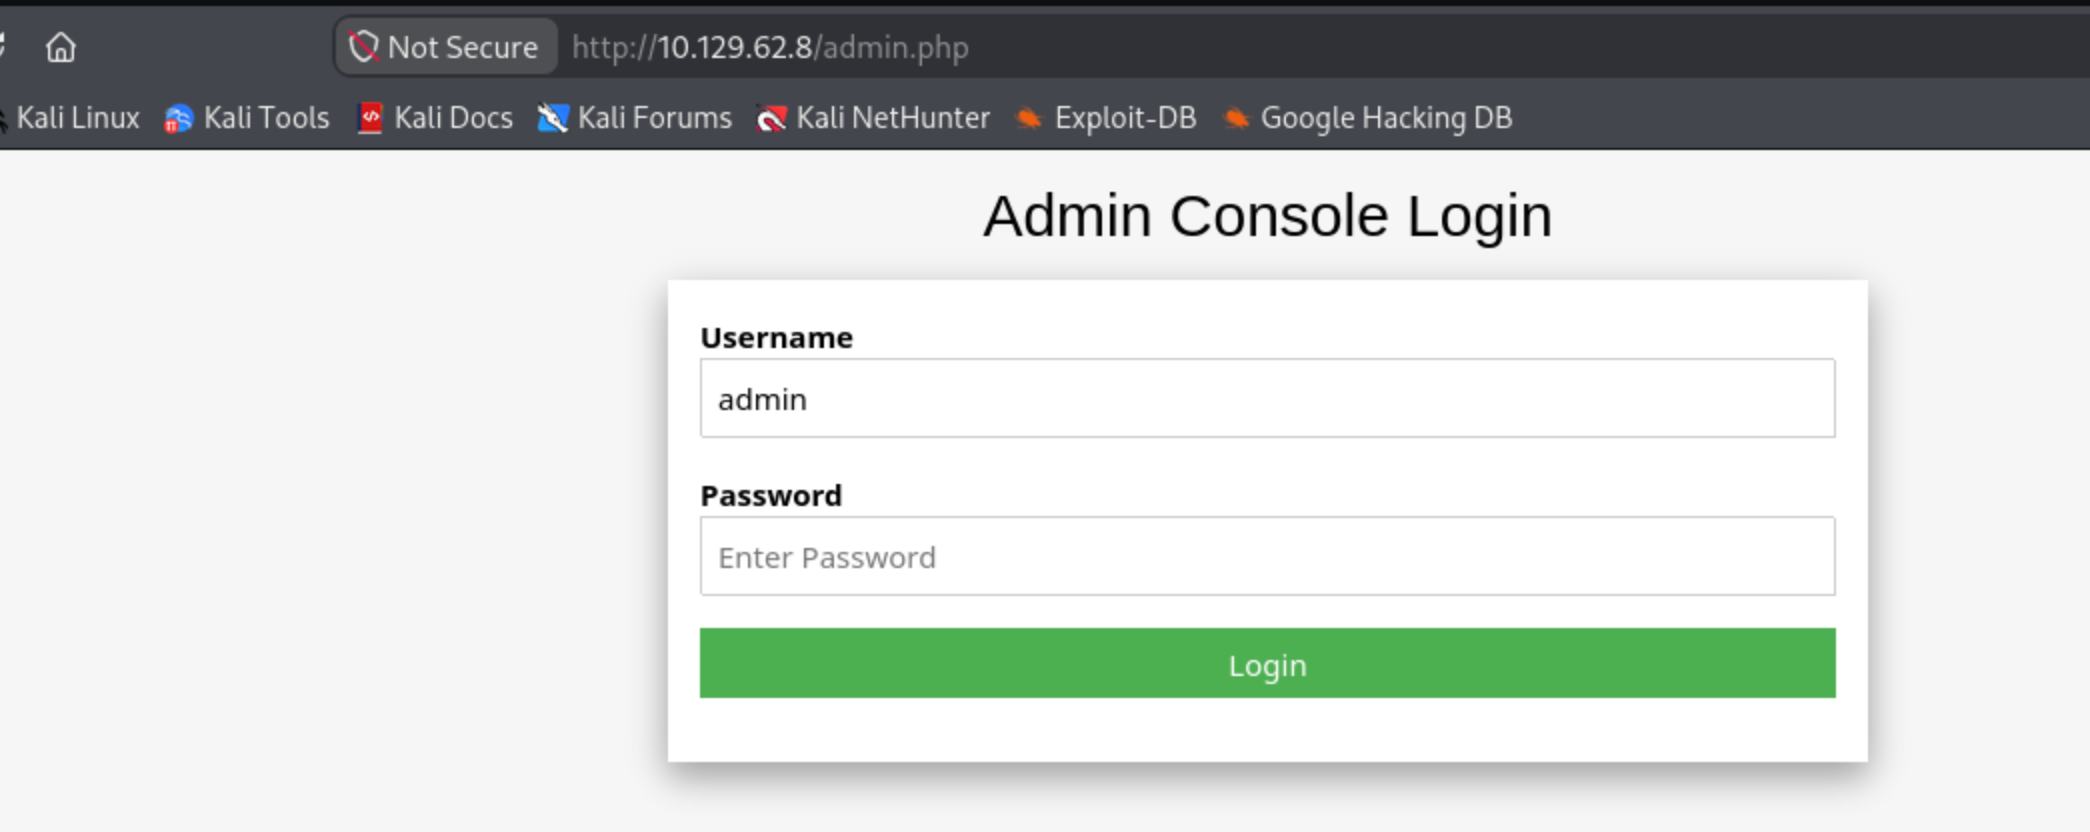 Not Secure http://10.129.62.8/admin.php
Kali Linux Kali Tools Kali Docs Kali Forums Kali NetHunter Exploit-DB Google Hacking DB
Admin Console Login
Username
admin
Password
Enter Password
Login